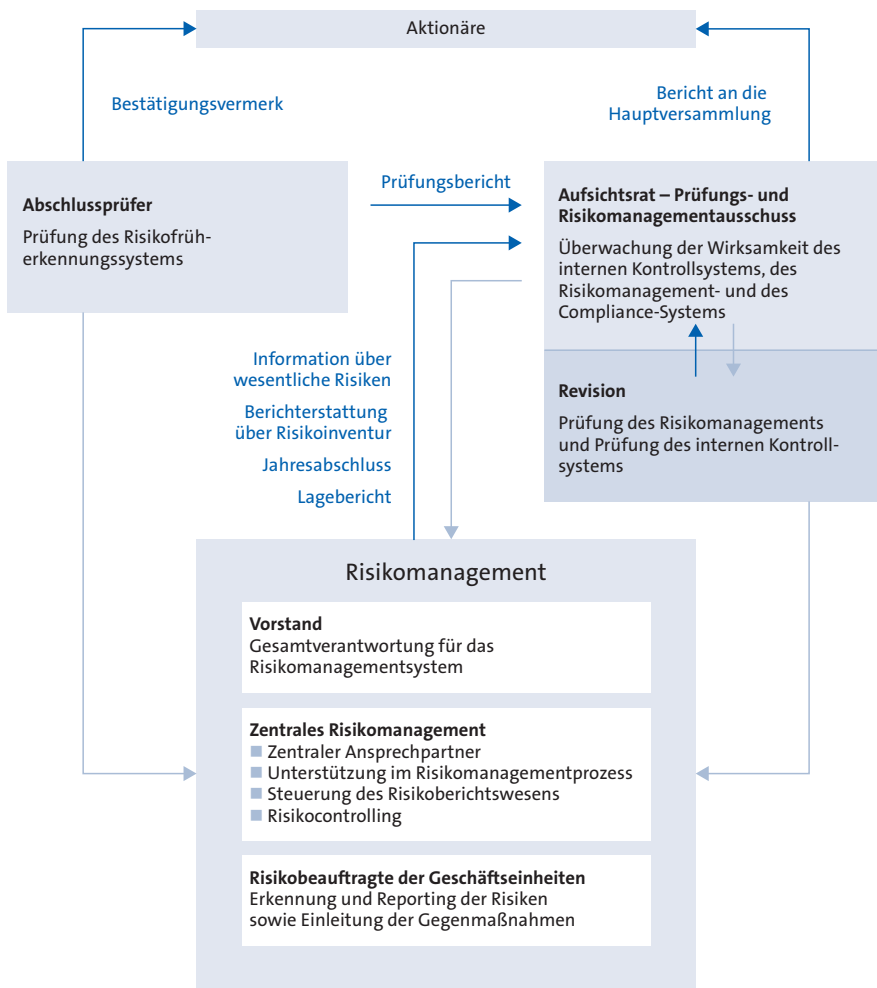 Aktionäre
Bestätigungsvermerk
Bericht an die
Hauptversammlung
Abschlussprüfer
Prüfung des Risikofrüh-
erkennungssystems
Prüfungsbericht
Aufsichtsrat – Prüfungs- und
Risikomanagementausschuss
Überwachung der Wirksamkeit des
internen Kontrollsystems, des
Risikomanagement- und des
Compliance-Systems
Information über
wesentliche Risiken
Berichterstattung
über Risikoinventur
Jahresabschluss
Lagebericht
Revision
Prüfung des Risikomanagements
und Prüfung des internen Kontroll-
systems
Risikomanagement
Vorstand
Gesamtverantwortung für das
Risikomanagementsystem
Zentrales Risikomanagement
Zentraler Ansprechpartner
Unterstützung im Risikomanagementprozess
Steuerung des Risikoberichtswesens
Risikocontrolling
Risikobeauftragte der Geschäftseinheiten
Erkennung und Reporting der Risiken
sowie Einleitung der Gegenmaßnahmen